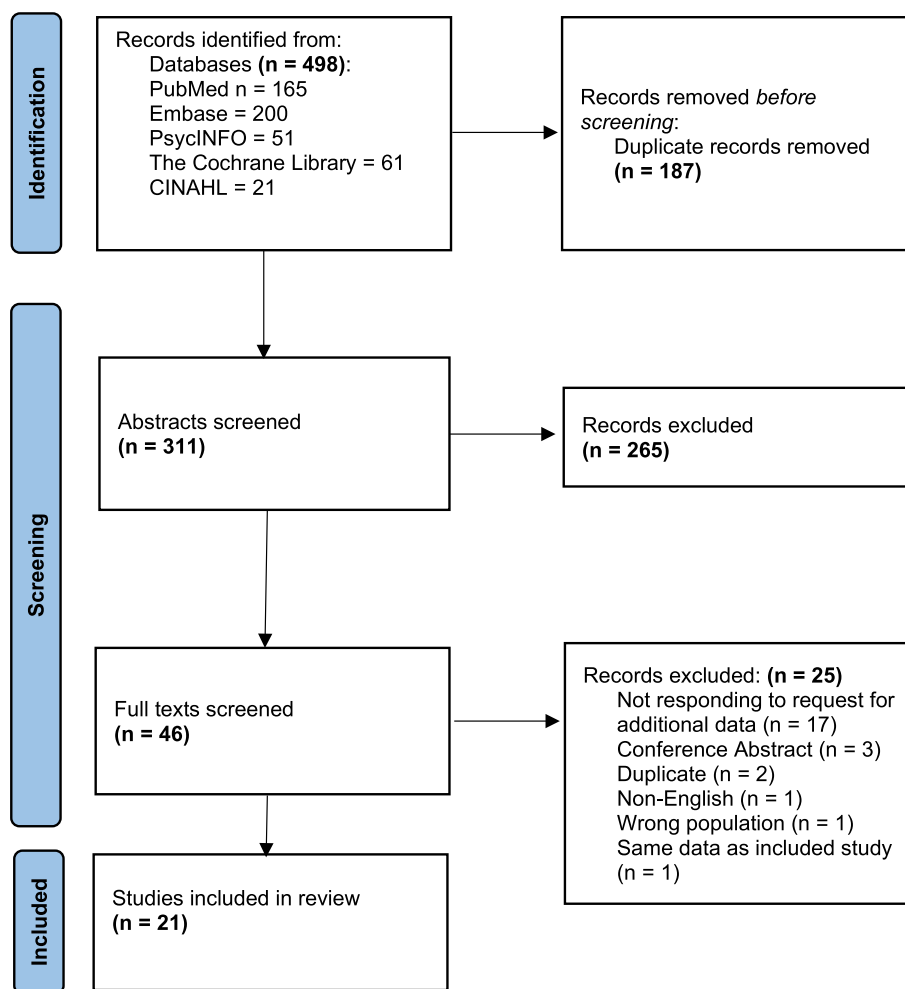 Identification
Records identified from:
Databases (n = 498):
PubMed n = 165
Embase = 200
PsycINFO = 51
The Cochrane Library = 61
CINAHL = 21
Records removed before
screening:
Duplicate records removed
(n = 187)
Screening
Abstracts screened
(n = 311)
Records excluded
(n = 265)
Full texts screened
(n = 46)
Records excluded: (n = 25)
Not responding to request for
additional data (n = 17)
Conference Abstract (n = 3)
Duplicate (n = 2)
Non-English (n = 1)
Wrong population (n = 1)
Same data as included study
(n = 1)
Included
Studies included in review
(n = 21)